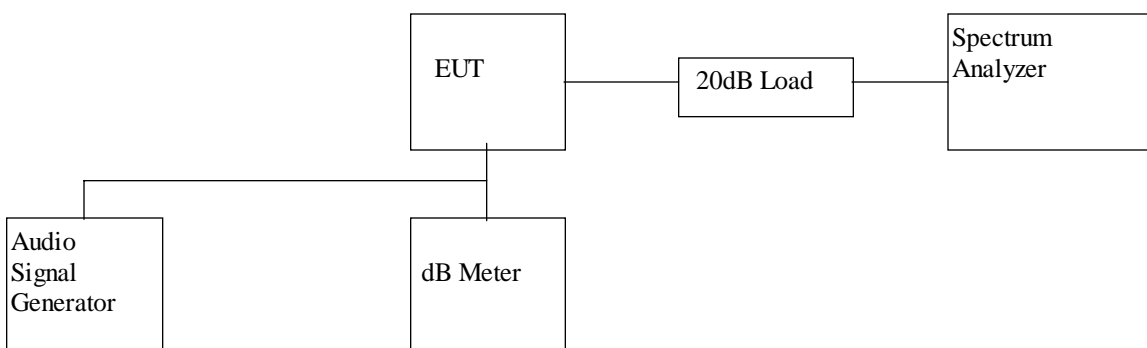 EUT
20dB Load
Spectrum
Analyzer
Audio
Signal
Generator
dB Meter